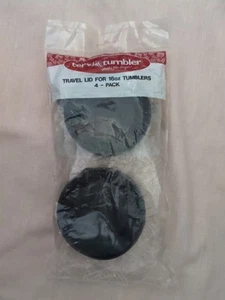 tervis tumbler
TRAVEL LID FOR 16oz TUMBLERS
4 - PACK